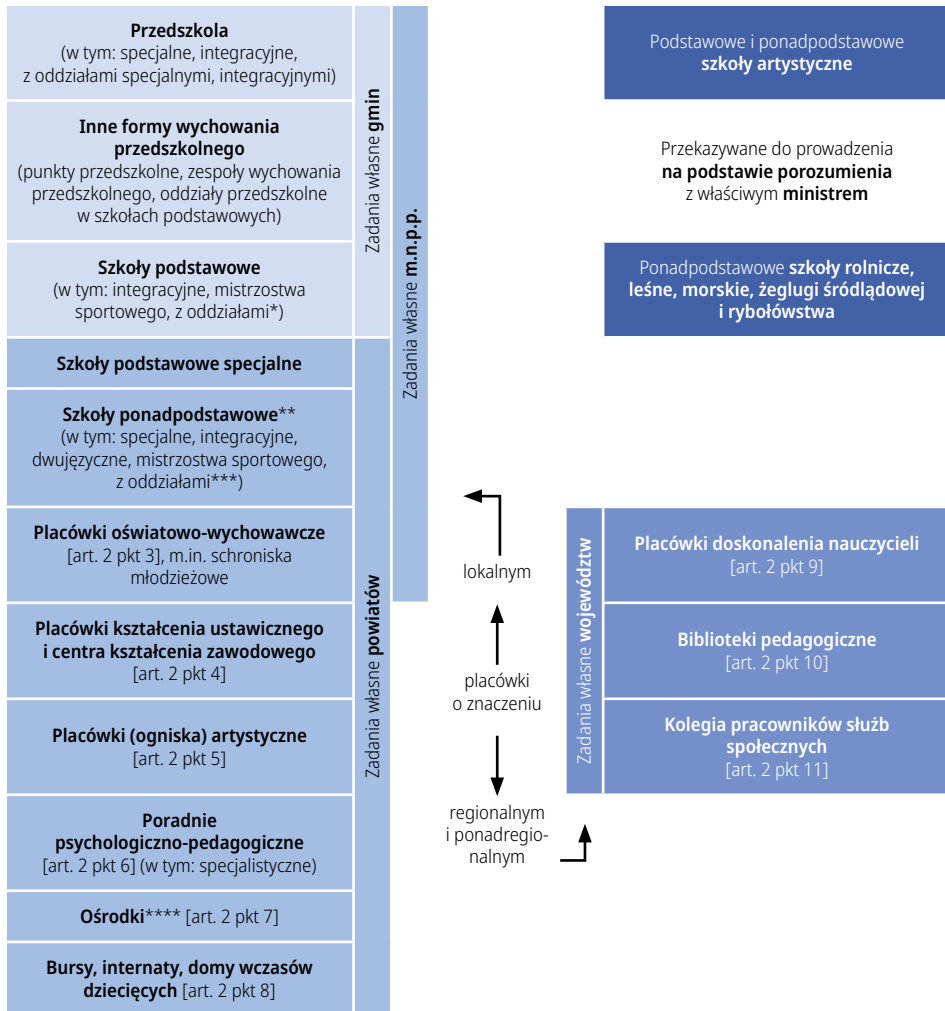 Przedszkola
(w tym: specjalne, integracyjne,
z oddziałami specjalnymi, integracyjnymi)
Inne formy wychowania
przedszkolnego
(punkty przedszkolne, zespoły wychowania
przedszkolnego, oddziały przedszkolne
w szkołach podstawowych)
Szkoły podstawowe
(w tym: integracyjne, mistrzostwa
sportowego, z oddziałami*)
Zadania własne gmin
Szkoły podstawowe specjalne
Szkoły ponadpodstawowe**
(w tym: specjalne, integracyjne,
dwujęzyczne, mistrzostwa sportowego,
z oddziałami***)
Placówki oświatowo-wychowawcze
[art. 2 pkt 3], m.in. schroniska
młodzieżowe
Placówki kształcenia ustawicznego
i centra kształcenia zawodowego
[art. 2 pkt 4]
Placówki (ogniska) artystyczne
[art. 2 pkt 5]
Poradnie
psychologiczno-pedagogiczne
[art. 2 pkt 6] (w tym: specjalistyczne)
Ośrodki**** [art. 2 pkt 7]
Bursy, internaty, domy wczasów
dziecięcych [art. 2 pkt 8]
Zadania własne powiatów
Zadania własne m.n.p.p.
Podstawowe i ponadpodstawowe
szkoły artystyczne
Przekazywane do prowadzenia
na podstawie porozumienia
z właściwym ministrem
Ponadpodstawowe szkoły rolnicze,
leśne, morskie, żeglugi śródlądowej
i rybołówstwa
lokalnym
placówki
o znaczeniu
regionalnym
i ponadregio-
nalnym
Zadania własne województw
Placówki doskonalenia nauczycieli
[art. 2 pkt 9]
Biblioteki pedagogiczne
[art. 2 pkt 10]
Kolegia pracowników służb
społecznych
[art. 2 pkt 11]